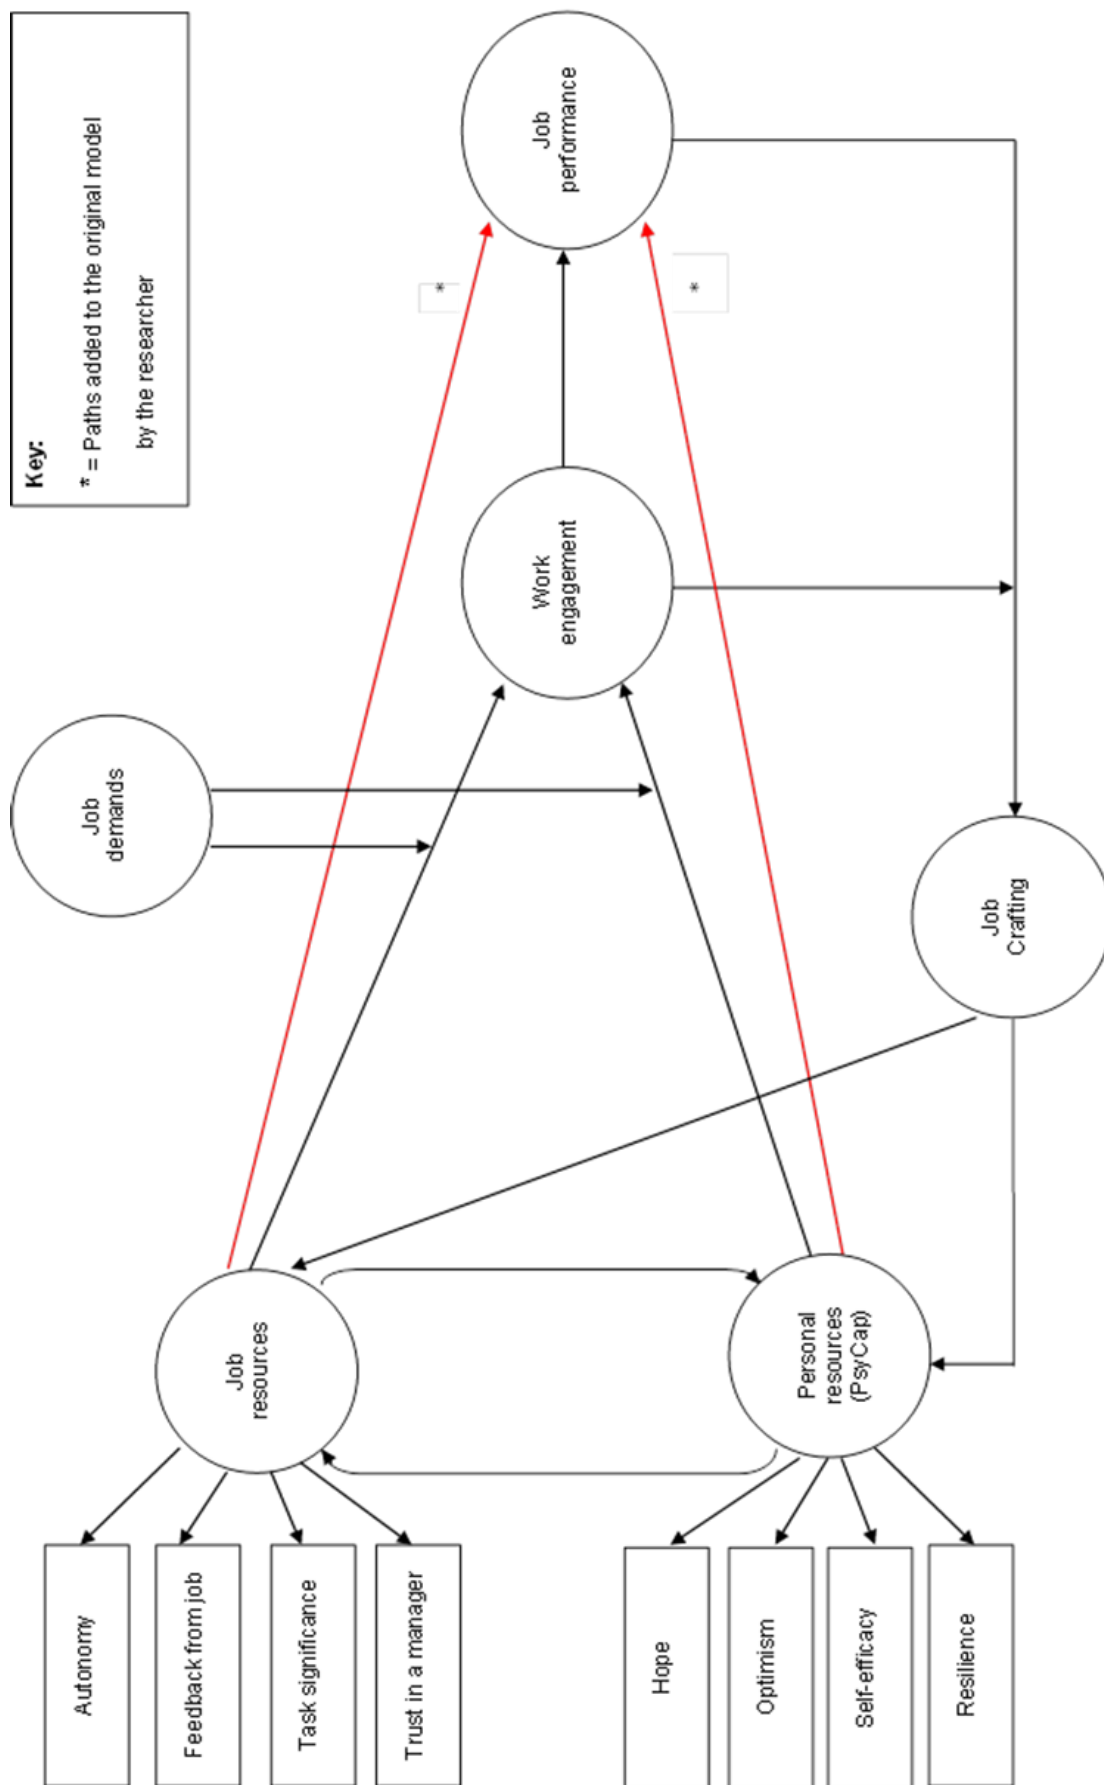 Key:
* = Paths added to the original model
by the researcher
Autonomy
Feedback from job
Task significance
Trust in a manager
Job
resources
Job
demands
*
Work
engagement
Job
performance
*
Hope
Optimism
Self-efficacy
Resilience
Personal
resources
(PsyCap)
Job
Crafting